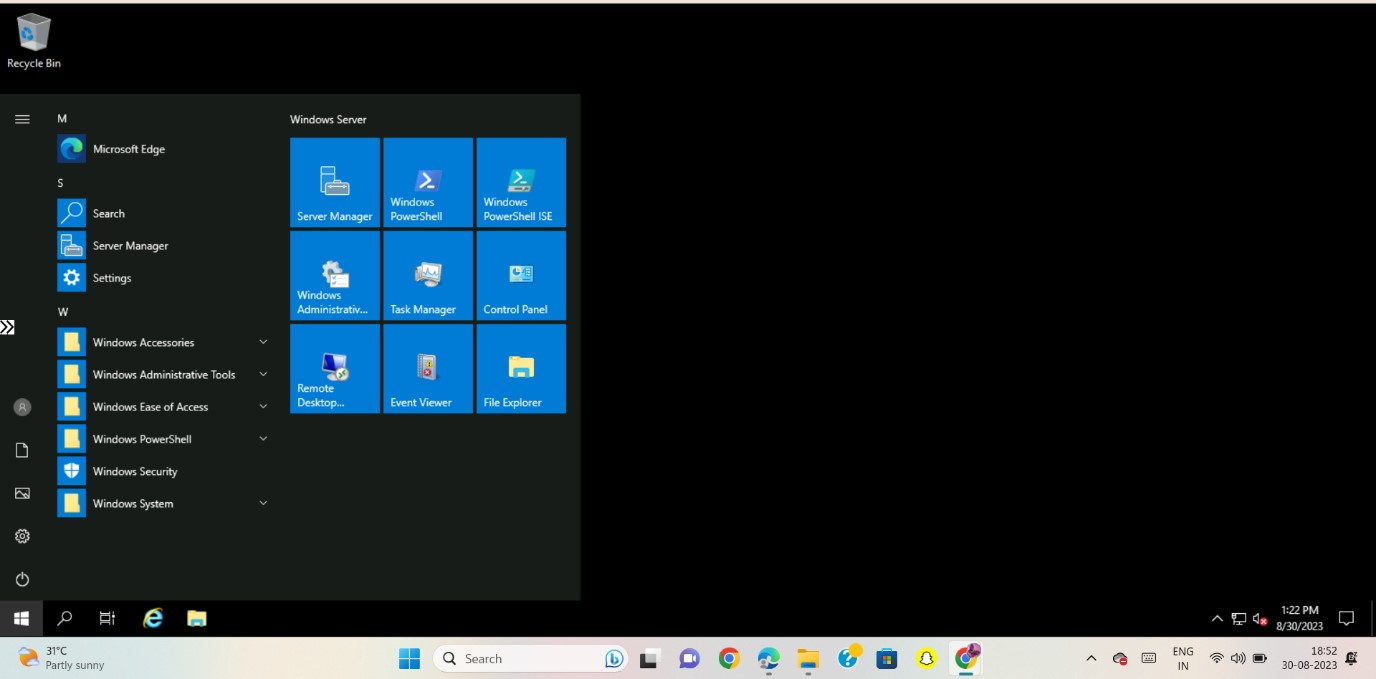 Recycle Bin
M
Microsoft Edge
S
Search
Server Manager
Settings
W
Windows Accessories
Windows Administrative Tools
Windows Ease of Access
Windows PowerShell
Windows Security
Windows System
Windows Server
Server Manager
Windows
PowerShell
Windows
PowerShell ISE
Windows
Administrativ...
Task Manager
Control Panel
Remote
Desktop...
Event Viewer
File Explorer
1:22 PM
8/30/2023
31°C
Partly sunny
Search
ENG
IN
18:52
30-08-2023